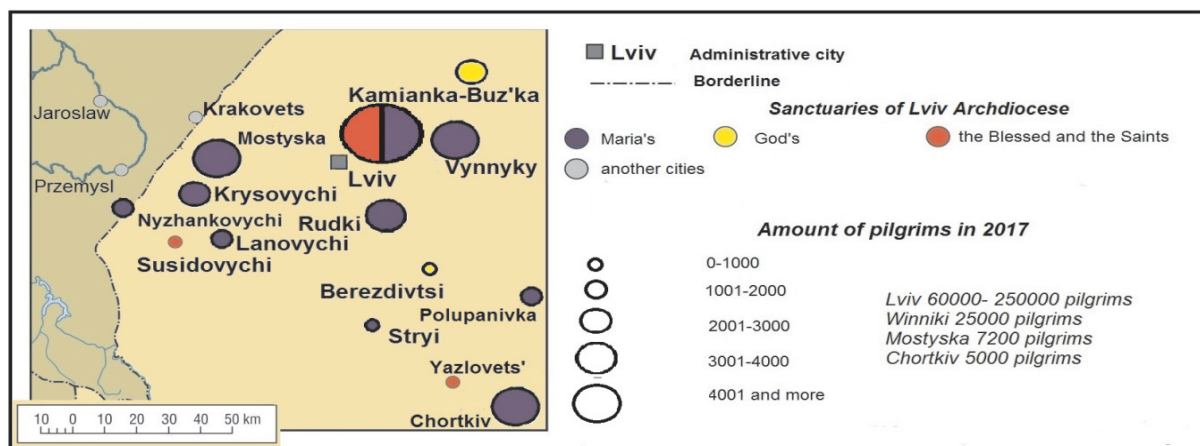 Kamianka-Buz'ka
Jaroslaw
Krakovets
Mostyska
Vynnyky
Przemysl
Lviv
Krysovychi
Nyzhankovychi
Rudki
Lanovychi
Susidovychi
Berezdivtsi
Polupanivka
Stryi
Yazlovets'
Chortkiv
10 0 10 20 30 40 50 km
Lviv Administrative city
Borderline
Sanctuaries of Lviv Archdiocese
Maria's God's the Blessed and the Saints
another cities
Amount of pilgrims in 2017
0-1000
1001-2000
2001-3000
3001-4000
4001 and more
Lviv 60000- 250000 pilgrims
Winniki 25000 pilgrims
Mostyska 7200 pilgrims
Chortkiv 5000 pilgrims